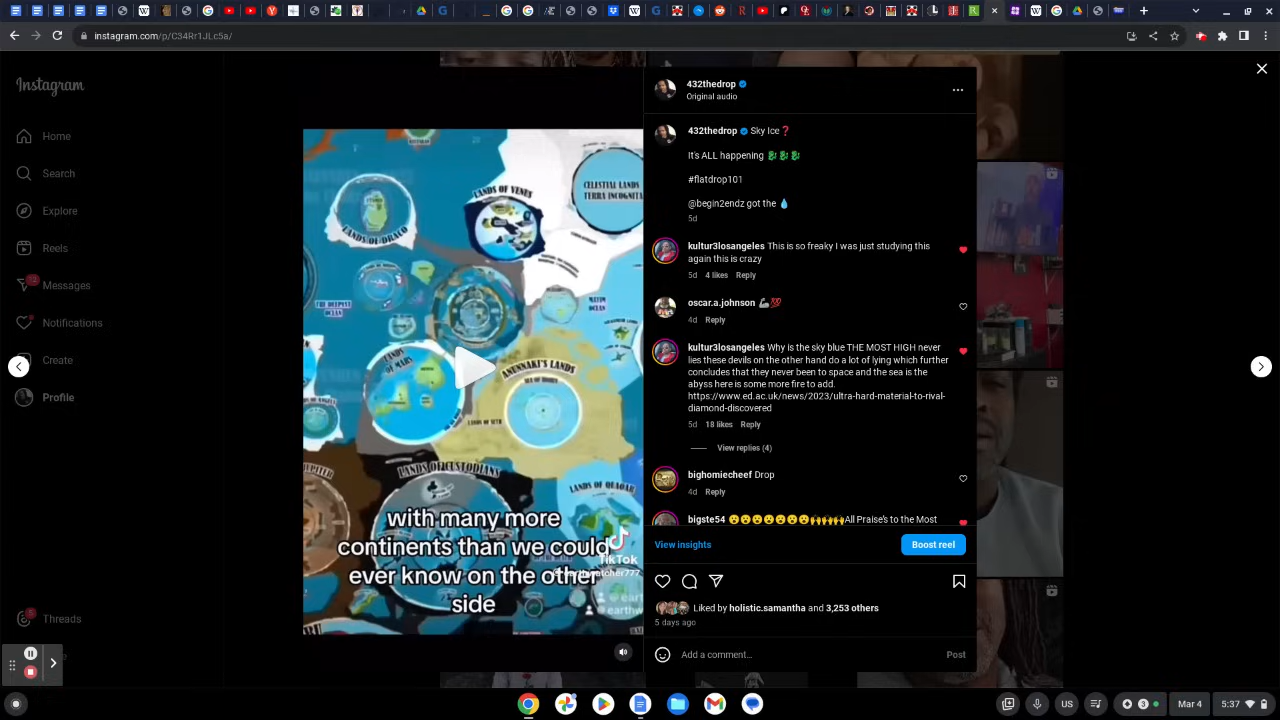 instagram.com/p/C34Rr1JLc5a/
Instagram
Home
Search
Explore
Reels
Messages
Notifications
Create
Profile
Threads
LANDS OF VENUS
CELESTIAL LANDS
TERRA INCOGNITA
LANDS OF DRACO
THE DEEPEST
OCEAN
LANDS
OF MARS
ANUNNAKI'S LANDS
LANDS OF SETH
LANDS OF CUSTODIANS
LANDS OF QUAOAR
with many more
continents than we could
ever know on the other
side
TikTok
432thedrop
Original audio
432thedrop Sky Ice❓
It's ALL happening 🐉🐉🐉
#flatdrop101
@begin2endz got the 💧
5d
kultur3losangeles This is so freaky I was just studying this
again this is crazy
5d 4 likes Reply
oscar.a.johnson 🦾💯
4d Reply
kultur3losangeles Why is the sky blue THE MOST HIGH never
lies these devils on the other hand do a lot of lying which further
concludes that they never been to space and the sea is the
abyss here is some more fire to add.
https://www.ed.ac.uk/news/2023/ultra-hard-material-to-rival-
diamond-discovered
5d 18 likes Reply
View replies (4)
bighomiecheef Drop
4d Reply
bigste54 😮😮😮😮😮😮😮🙌🙌🙌All Praise's to the Most
View insights
Boost reel
Liked by holistic.samantha and 3,253 others
5 days ago
Add a comment...
Post
US
3
Mar 4
5:37